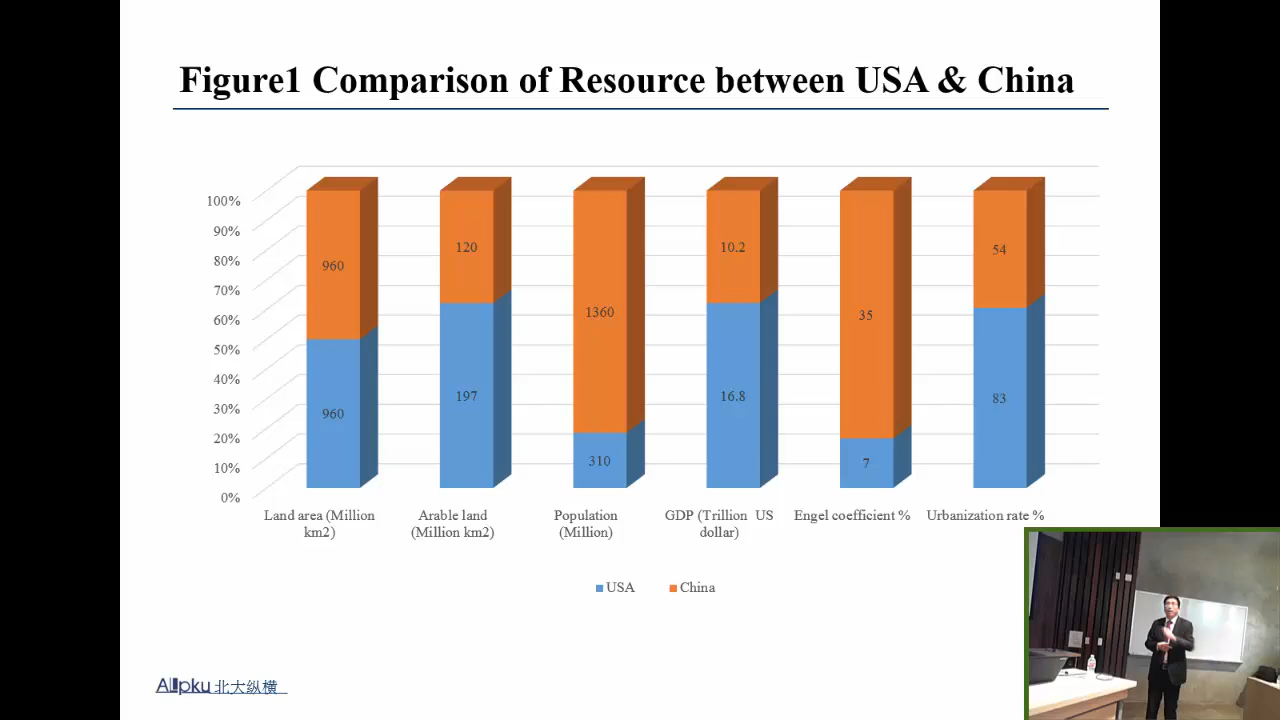 Figure1 Comparison of Resource between USA & China
100%
90%
80%
70%
60%
50%
40%
30%
20%
10%
0%
960
120
1360
10.2
35
54
960
197
310
16.8
7
83
Land area (Million km2)
Arable land (Million km2)
Population (Million)
GDP (Trillion US dollar)
Engel coefficient %
Urbanization rate %
USA
China
Allpku 北大纵横